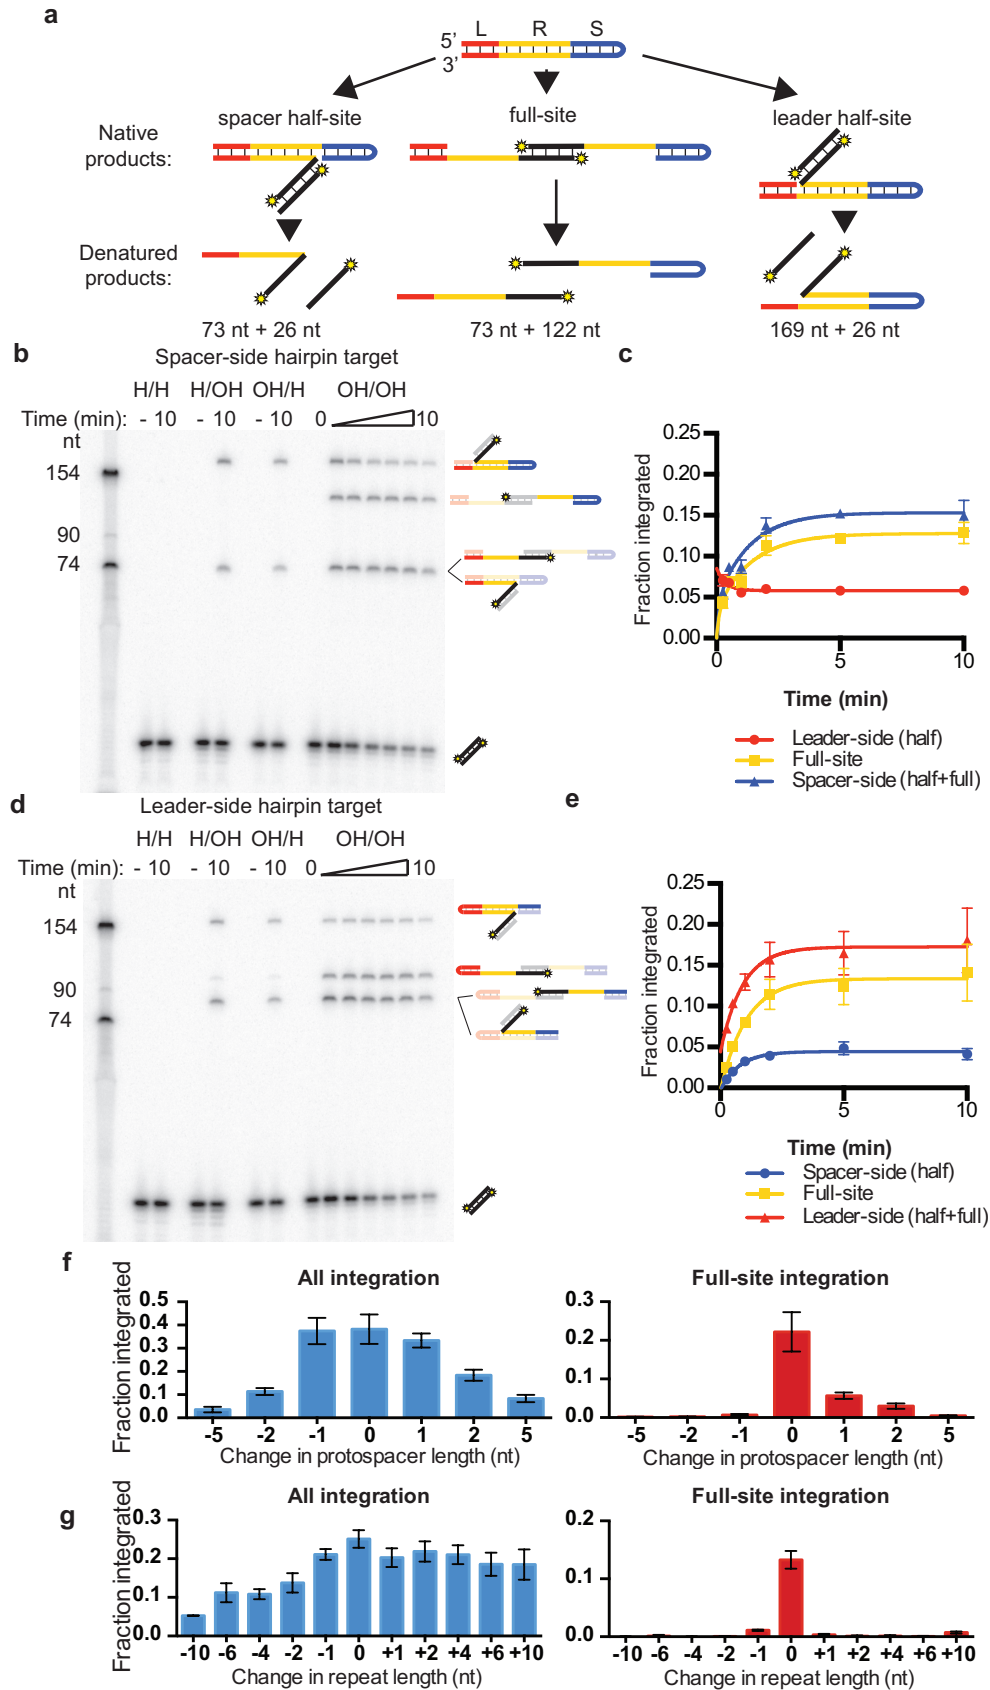 a
L R S
5'
3'
spacer half-site
full-site
leader half-site
Native
products:
Denatured
products:
73 nt + 26 nt
73 nt + 122 nt
169 nt + 26 nt
b
Spacer-side hairpin target
H/H H/OH OH/H OH/OH
Time (min): - 10 - 10 - 10 0 10
nt
154
90
74
c
Fraction integrated
0.25
0.20
0.15
0.10
0.05
0.00
0 5 10
Time (min)
Leader-side (half)
Full-site
Spacer-side (half+full)
d
Leader-side hairpin target
H/H H/OH OH/H OH/OH
Time (min): - 10 - 10 - 10 0 10
nt
154
90
74
e
Fraction integrated
0.25
0.20
0.15
0.10
0.05
0.00
0 5 10
Time (min)
Spacer-side (half)
Full-site
Leader-side (half+full)
f
All integration
Fraction integrated
0.5
0.4
0.3
0.2
0.1
0.0
-5 -2 -1 0 1 2 5
Change in protospacer length (nt)
Full-site integration
0.3
0.2
0.1
0.0
-5 -2 -1 0 1 2 5
Change in protospacer length (nt)
g
All integration
Fraction integrated
0.3
0.2
0.1
0.0
-10 -6 -4 -2 -1 0 +1 +2 +4 +6 +10
Change in repeat length (nt)
Full-site integration
0.2
0.1
0.0
-10 -6 -4 -2 -1 0 +1 +2 +4 +6 +10
Change in repeat length (nt)